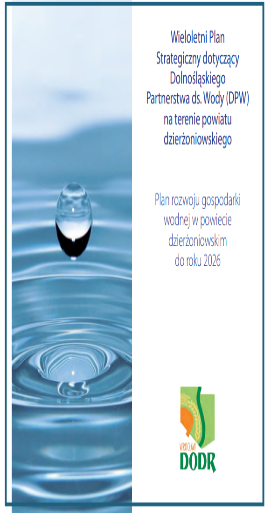 Wieloletni Plan
Strategiczny dotyczący
Dolnośląskiego
Partnerstwa ds. Wody (DPW)
na terenie powiatu
dzierżoniowskiego
Plan rozwoju gospodarki
wodnej w powiecie
dzierżoniowskim
do roku 2026
WROCŁAW
DODR